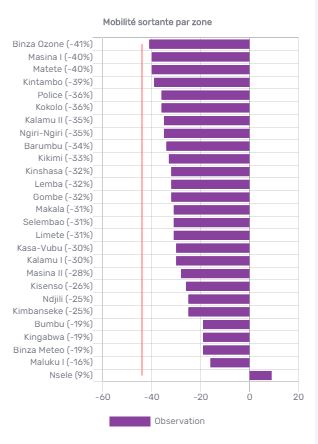 Mobilité sortante par zone
Binza Ozone (-41%)
Masina I (-40%)
Matete (-40%)
Kintambo (-39%)
Police (-36%)
Kokolo (-36%)
Kalamu II (-35%)
Ngiri-Ngiri (-35%)
Barumbu (-34%)
Kikimi (-33%)
Kinshasa (-32%)
Lemba (-32%)
Gombe (-32%)
Makala (-31%)
Selembao (-31%)
Limete (-31%)
Kasa-Vubu (-30%)
Kalamu I (-30%)
Masina II (-28%)
Kisenso (-26%)
Ndjili (-25%)
Kimbanseke (-25%)
Bumbu (-19%)
Kingabwa (-19%)
Binza Meteo (-19%)
Maluku I (-16%)
Nsele (9%)
-60 -40 -20 0 20
Observation